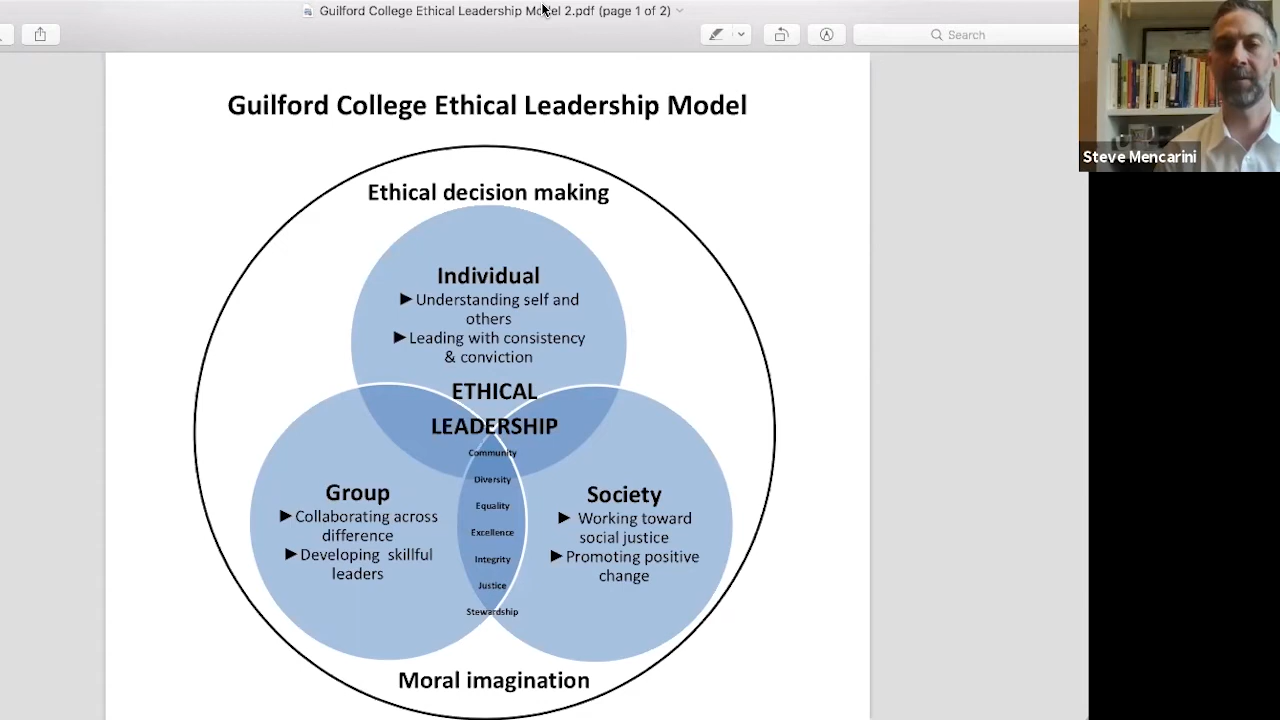 Guilford College Ethical Leadership Model 2.pdf (page 1 of 2)
Search
Steve Mencarini
Guilford College Ethical Leadership Model
Ethical decision making
Individual
►Understanding self and
others
►Leading with consistency
& conviction
ETHICAL
LEADERSHIP
Community
Diversity
Equality
Excellence
Integrity
Justice
Stewardship
Group
►Collaborating across
difference
►Developing skillful
leaders
Society
► Working toward
social justice
►Promoting positive
change
Moral imagination